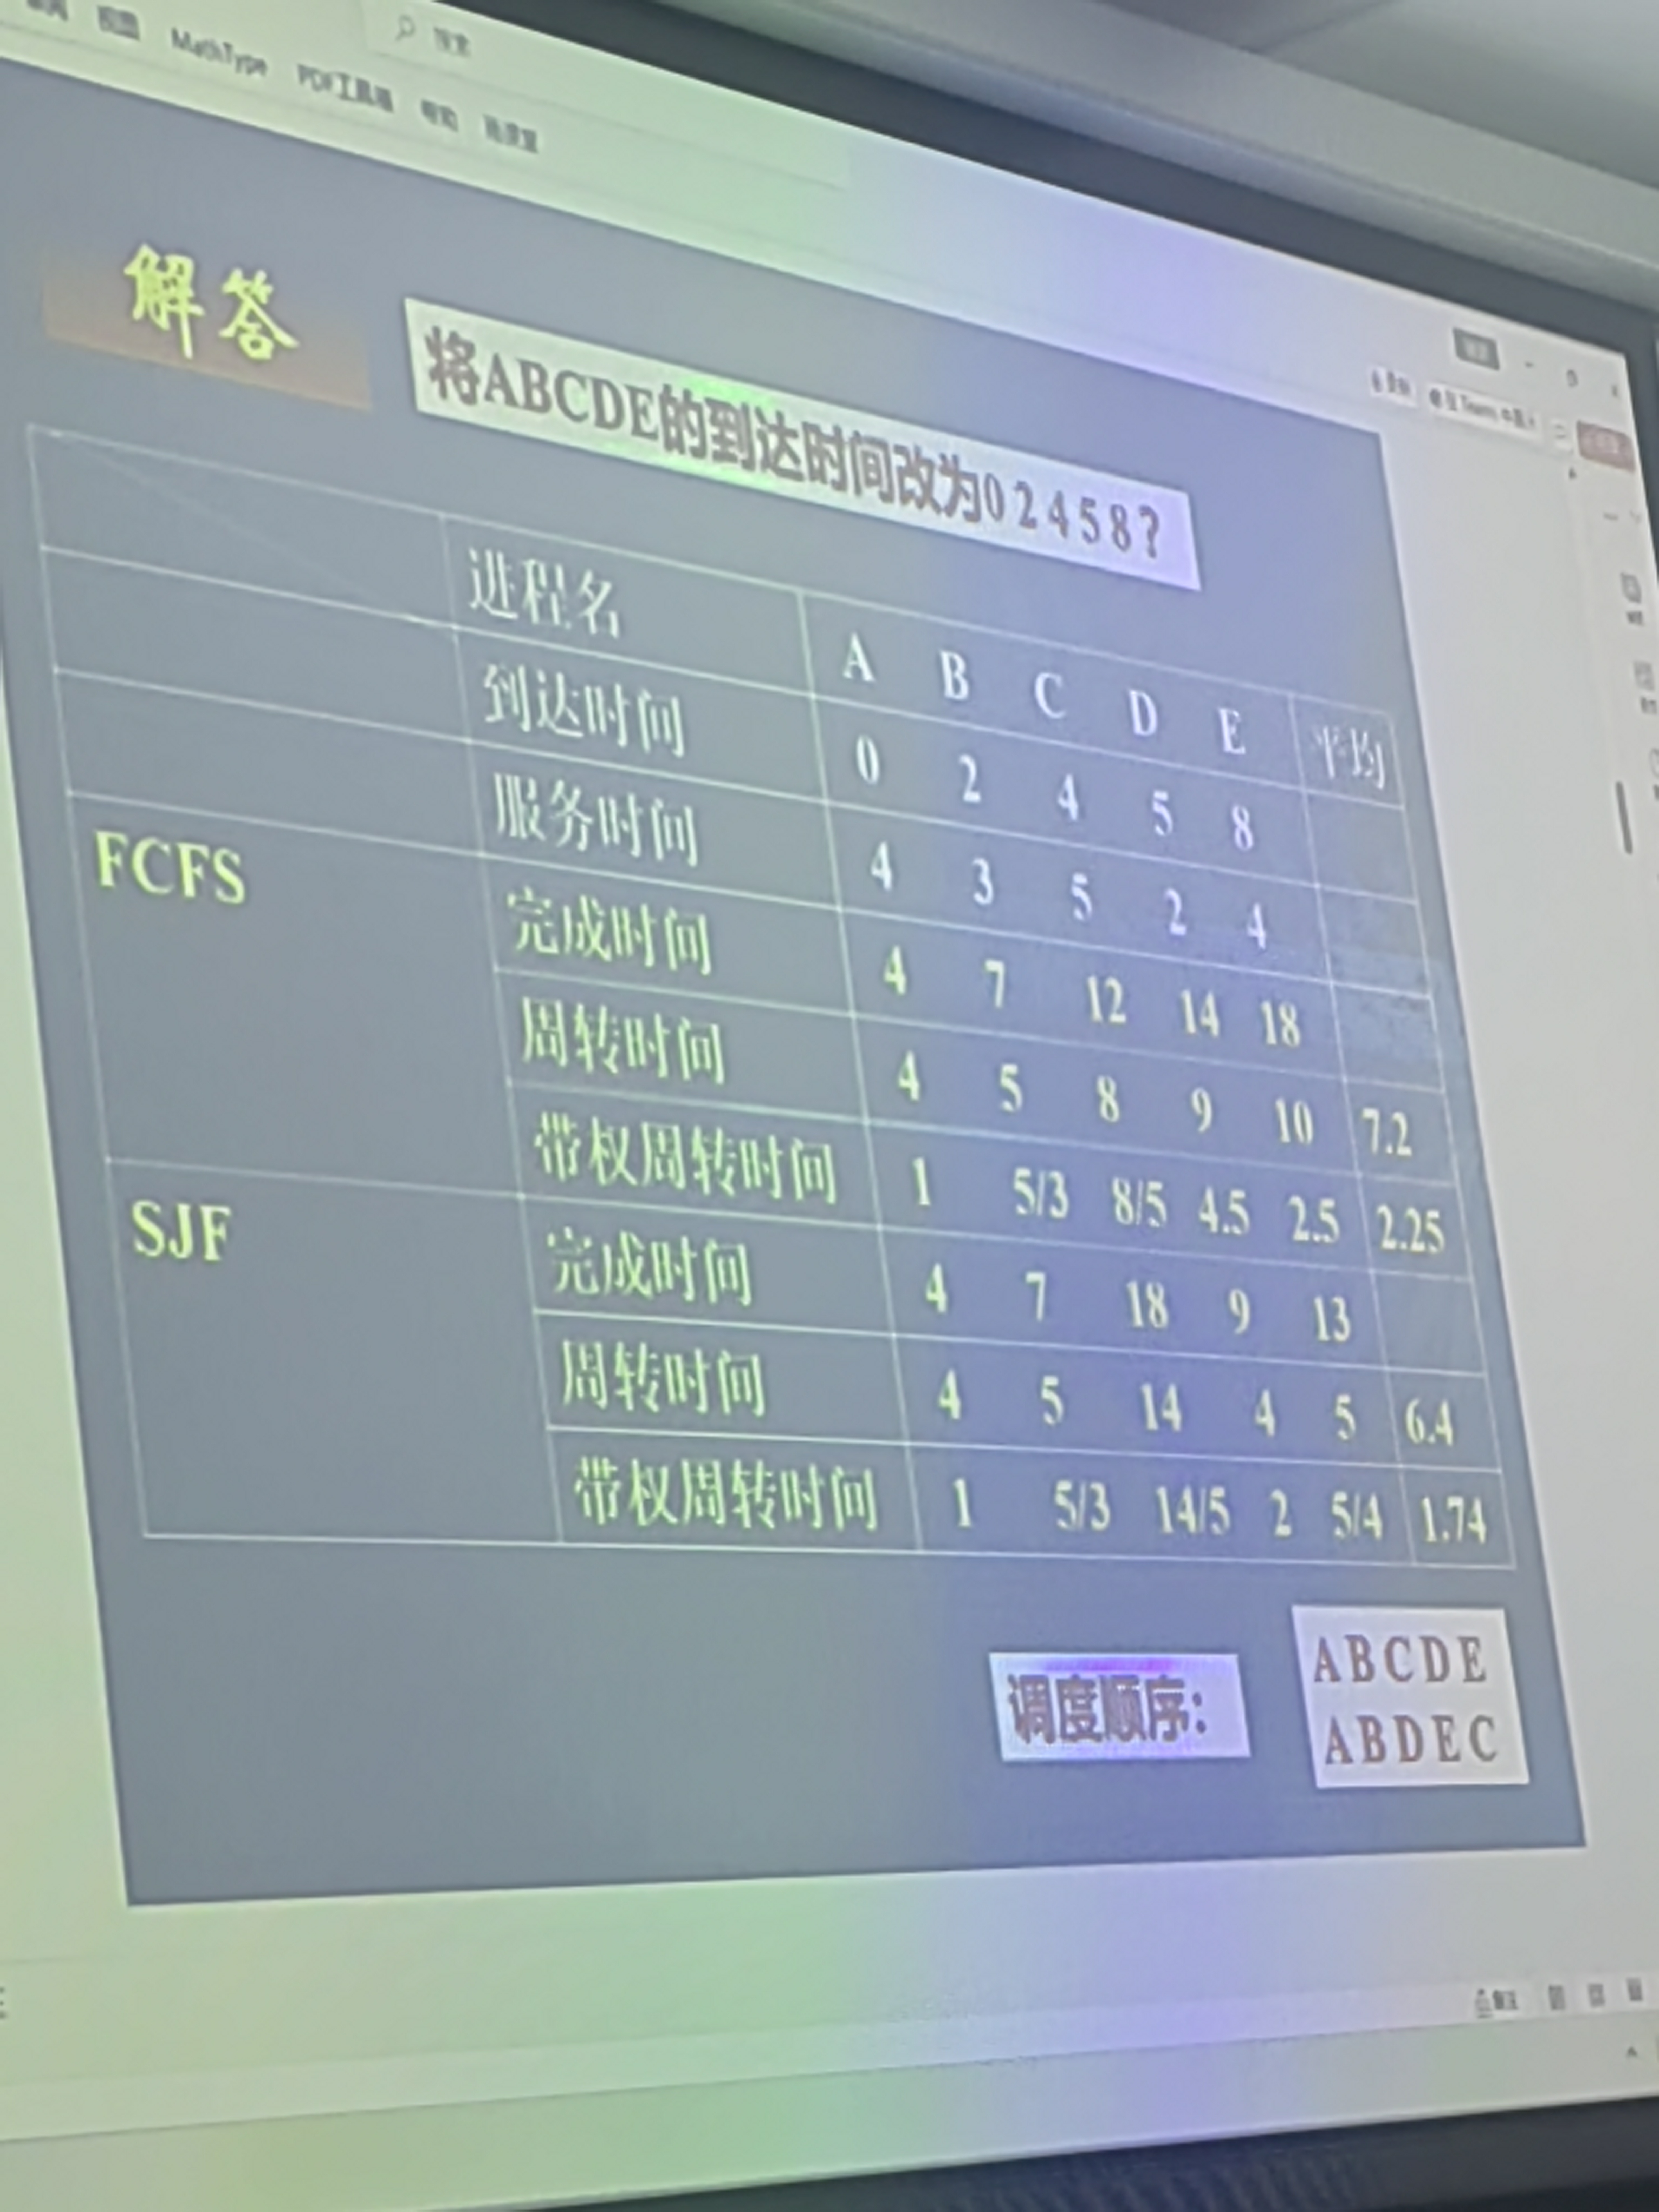 MathType PDF工具箱 帮助
搜索
解答
将ABCDE的到达时间改为0 2 4 5 8?
进程名 A B C D E 平均
到达时间 0 2 4 5 8
服务时间 4 3 5 2 4
FCFS 完成时间 4 7 12 14 18
周转时间 4 5 8 9 10 7.2
带权周转时间 1 5/3 8/5 4.5 2.5 2.25
SJF 完成时间 4 7 18 9 13
周转时间 4 5 14 4 5 6.4
带权周转时间 1 5/3 14/5 2 5/4 1.74
调度顺序:
A B C D E
A B D E C